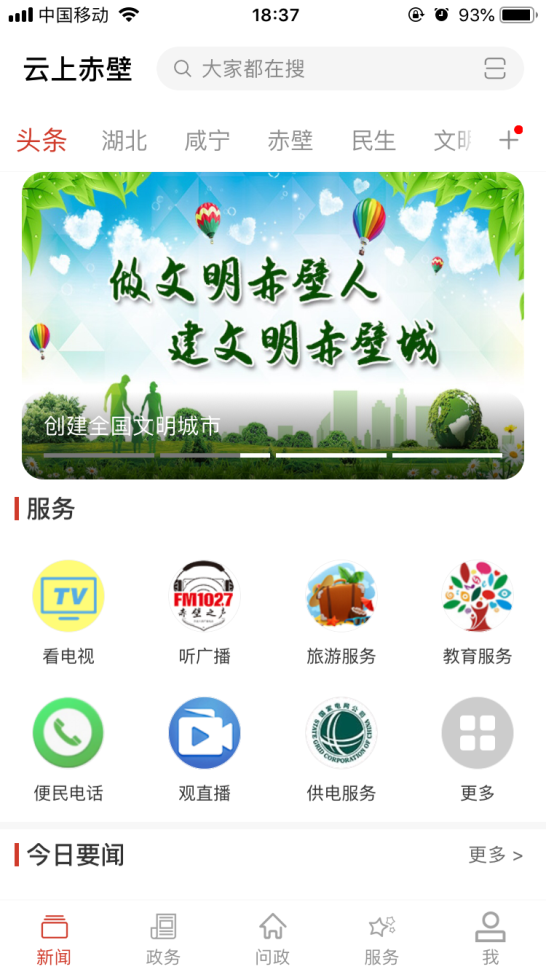 中国移动
18:37
93%
云上赤壁
大家都在搜
头条
湖北
咸宁
赤壁
民生
文明
做文明赤壁人
建文明赤壁城
创建全国文明城市
服务
TV
FM102.7
赤壁之声
看电视
听广播
旅游服务
教育服务
国家电网公司
STATE GRID CORPORATION OF CHINA
便民电话
观直播
供电服务
更多
今日要闻
更多 >
新闻
政务
问政
服务
我